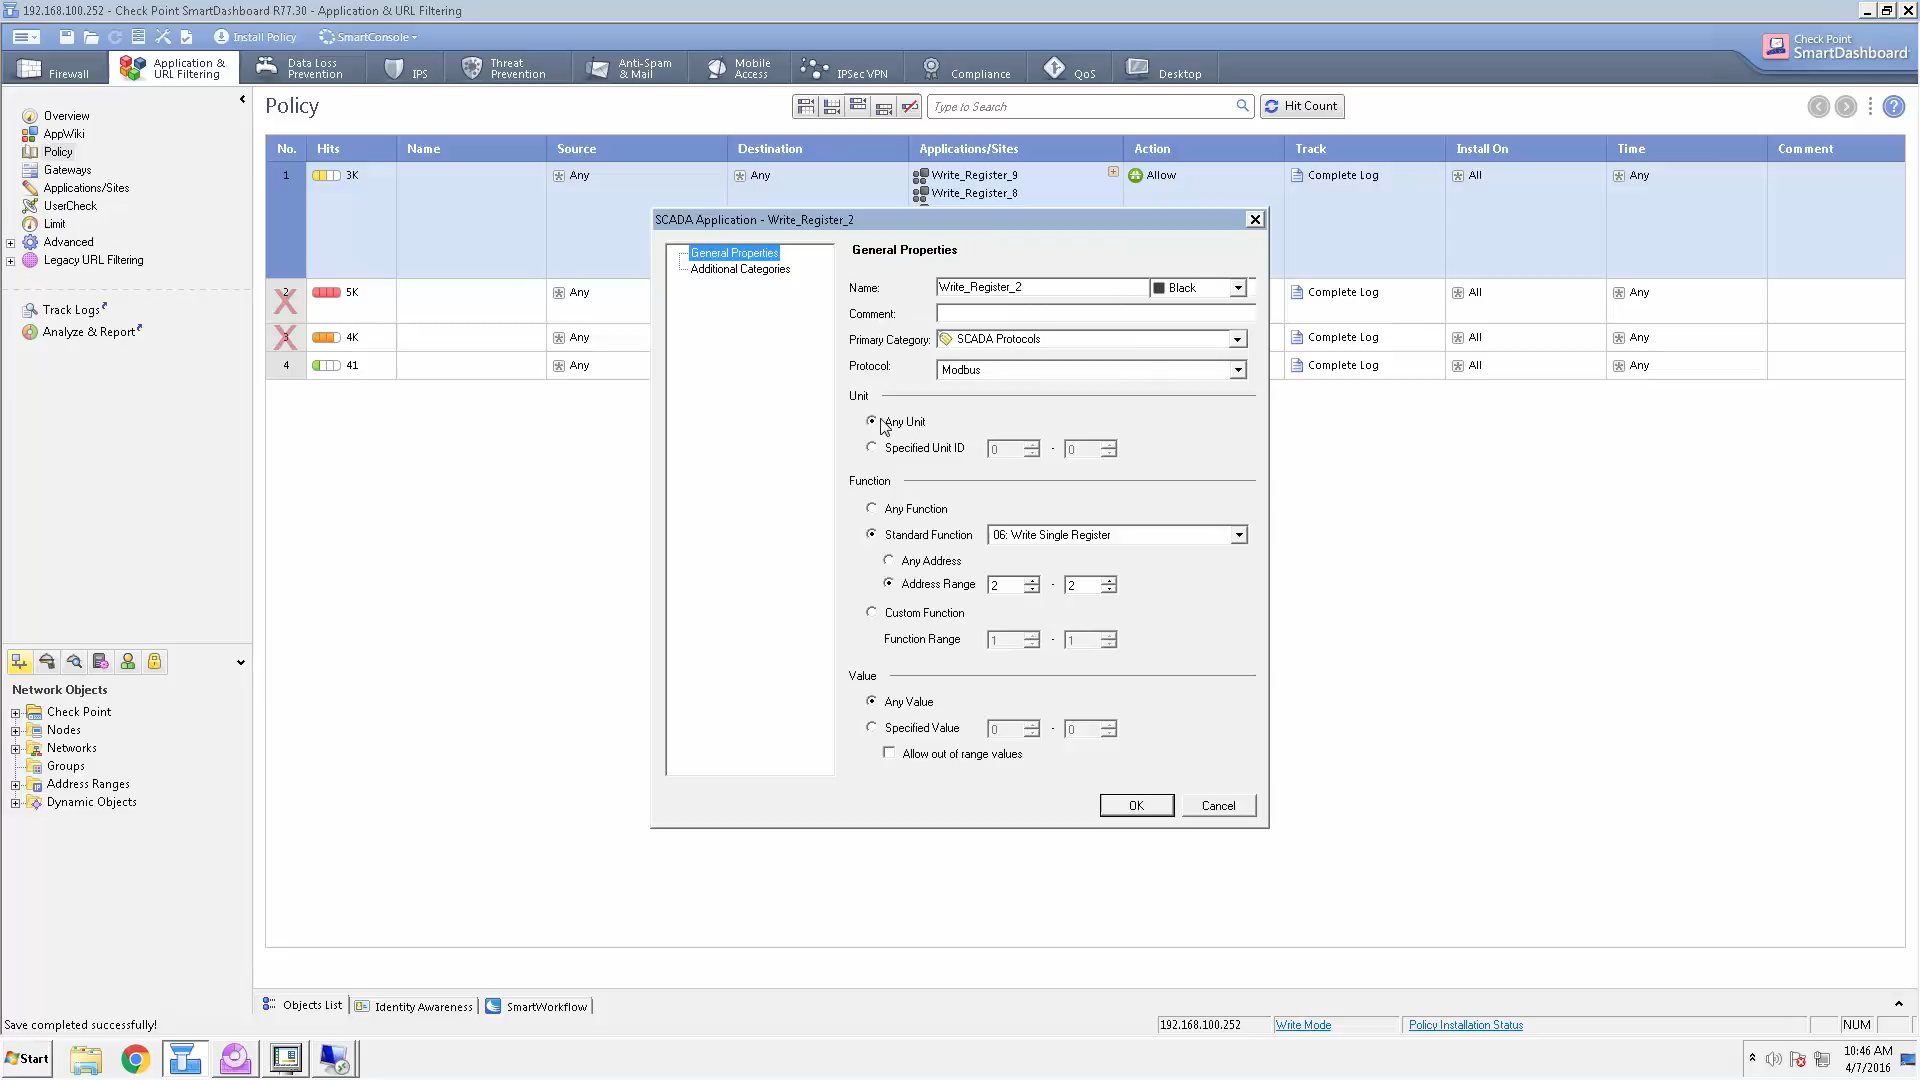 192.168.100.252 - Check Point SmartDashboard R77.30 - Application & URL Filtering
Install Policy
SmartConsole
Check Point
SmartDashboard
Firewall
Application &
URL Filtering
Data Loss
Prevention
IPS
Threat
Prevention
Anti-Spam
& Mail
Mobile
Access
IPSec VPN
Compliance
QoS
Desktop
Overview
AppWiki
Policy
Gateways
Applications/Sites
UserCheck
Limit
Advanced
Legacy URL Filtering
Track Logs
Analyze & Report
Policy
Type to Search
Hit Count
No. Hits Name Source Destination Applications/Sites Action Track Install On Time Comment
1 3K Any Any Write_Register_9 Allow Complete Log All Any
Write_Register_8
2 5K Any Complete Log All Any
3 4K Any Complete Log All Any
4 41 Any Complete Log All Any
SCADA Application - Write_Register_2
General Properties
Additional Categories
General Properties
Name: Write_Register_2 Black
Comment:
Primary Category: SCADA Protocols
Protocol: Modbus
Unit
Any Unit
Specified Unit ID 0 - 0
Function
Any Function
Standard Function 06: Write Single Register
Any Address
Address Range 2 - 2
Custom Function
Function Range 1 - 1
Value
Any Value
Specified Value 0 - 0
Allow out of range values
OK Cancel
Network Objects
Check Point
Nodes
Networks
Groups
Address Ranges
Dynamic Objects
Objects List
Identity Awareness
SmartWorkflow
Save completed successfully!
192.168.100.252
Write Mode
Policy Installation Status
NUM
Start
10:46 AM
4/7/2016